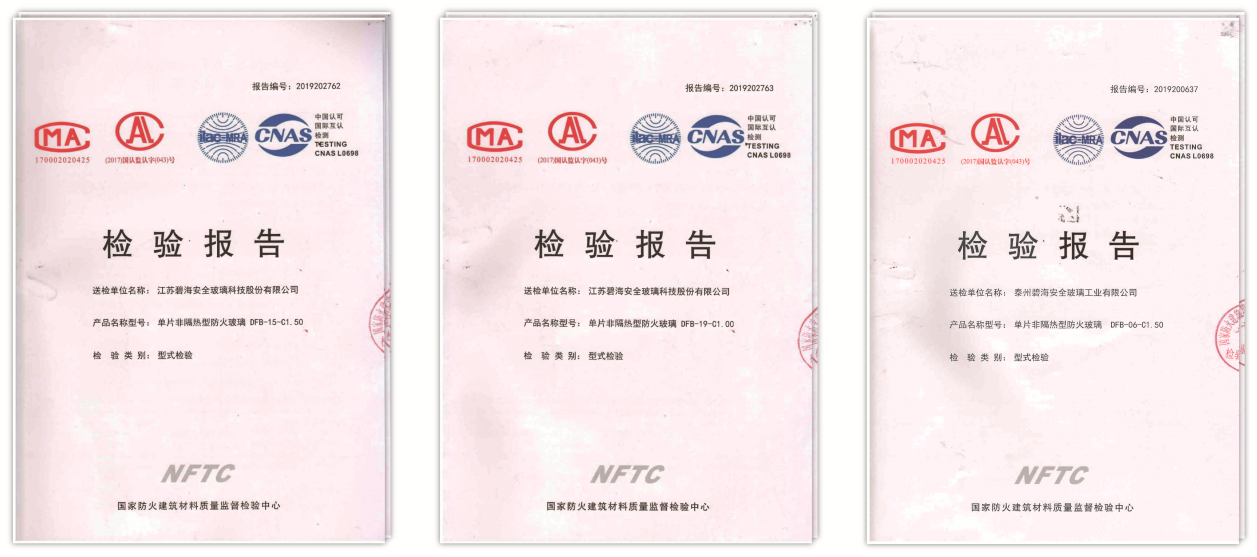 报告编号：2019202762
MA
170002020425
CAL
(2017)国认监认字(043)号
ilac-MRA
CNAS
中国认可
国际互认
检测
TESTING
CNAS L0698
检验报告
送检单位名称：江苏碧海安全玻璃科技股份有限公司
产品名称型号：单片非隔热型防火玻璃 DFB-15-C1.50
检 验 类 别：型式检验
NFTC
国家防火建筑材料质量监督检验中心
报告编号：2019202763
MA
170002020425
CAL
(2017)国认监认字(043)号
ilac-MRA
CNAS
中国认可
国际互认
检测
TESTING
CNAS L0698
检验报告
送检单位名称：江苏碧海安全玻璃科技股份有限公司
产品名称型号：单片非隔热型防火玻璃 DFB-19-C1.00
检 验 类 别：型式检验
NFTC
国家防火建筑材料质量监督检验中心
报告编号：2019200637
MA
170002020425
CAL
(2017)国认监认字(043)号
ilac-MRA
CNAS
中国认可
国际互认
检测
TESTING
CNAS L0698
检验报告
送检单位名称：泰州碧海安全玻璃工业有限公司
产品名称型号：单片非隔热型防火玻璃 DFB-06-C1.50
检 验 类 别：型式检验
NFTC
国家防火建筑材料质量监督检验中心